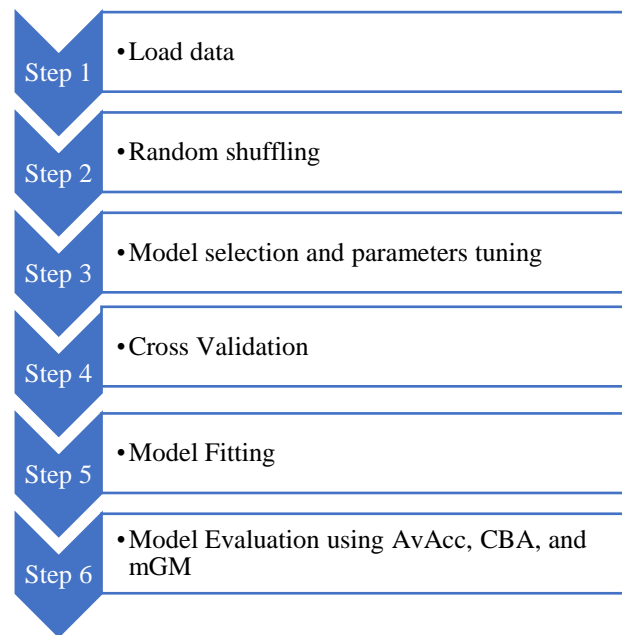 Step 1
•Load data
Step 2
•Random shuffling
Step 3
•Model selection and parameters tuning
Step 4
•Cross Validation
Step 5
•Model Fitting
Step 6
•Model Evaluation using AvAcc, CBA, and
mGM